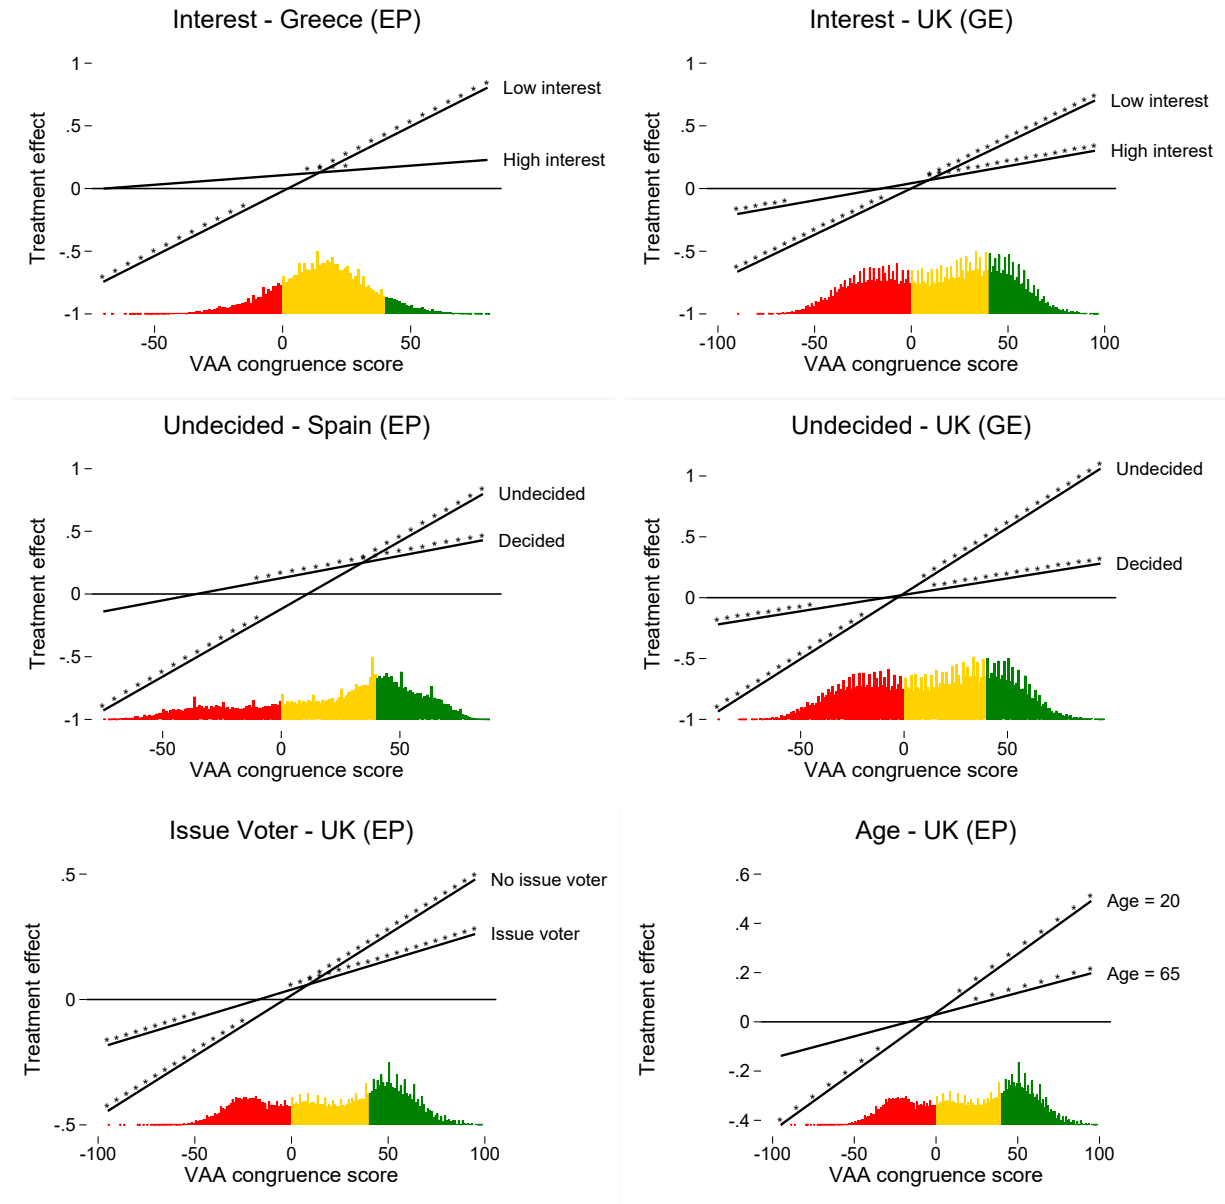 Interest - Greece (EP)
1
.5
0
-.5
-1
Treatment effect
Low interest
High interest
-50 0 50
VAA congruence score
Interest - UK (GE)
1
.5
0
-.5
-1
Treatment effect
Low interest
High interest
-100 -50 0 50 100
VAA congruence score
Undecided - Spain (EP)
1
.5
0
-.5
-1
Treatment effect
Undecided
Decided
-50 0 50
VAA congruence score
Undecided - UK (GE)
1
.5
0
-.5
-1
Treatment effect
Undecided
Decided
-50 0 50
VAA congruence score
Issue Voter - UK (EP)
.5
0
-.5
Treatment effect
No issue voter
Issue voter
-100 -50 0 50 100
VAA congruence score
Age - UK (EP)
.6
.4
.2
0
-.2
-.4
Treatment effect
Age = 20
Age = 65
-100 -50 0 50 100
VAA congruence score